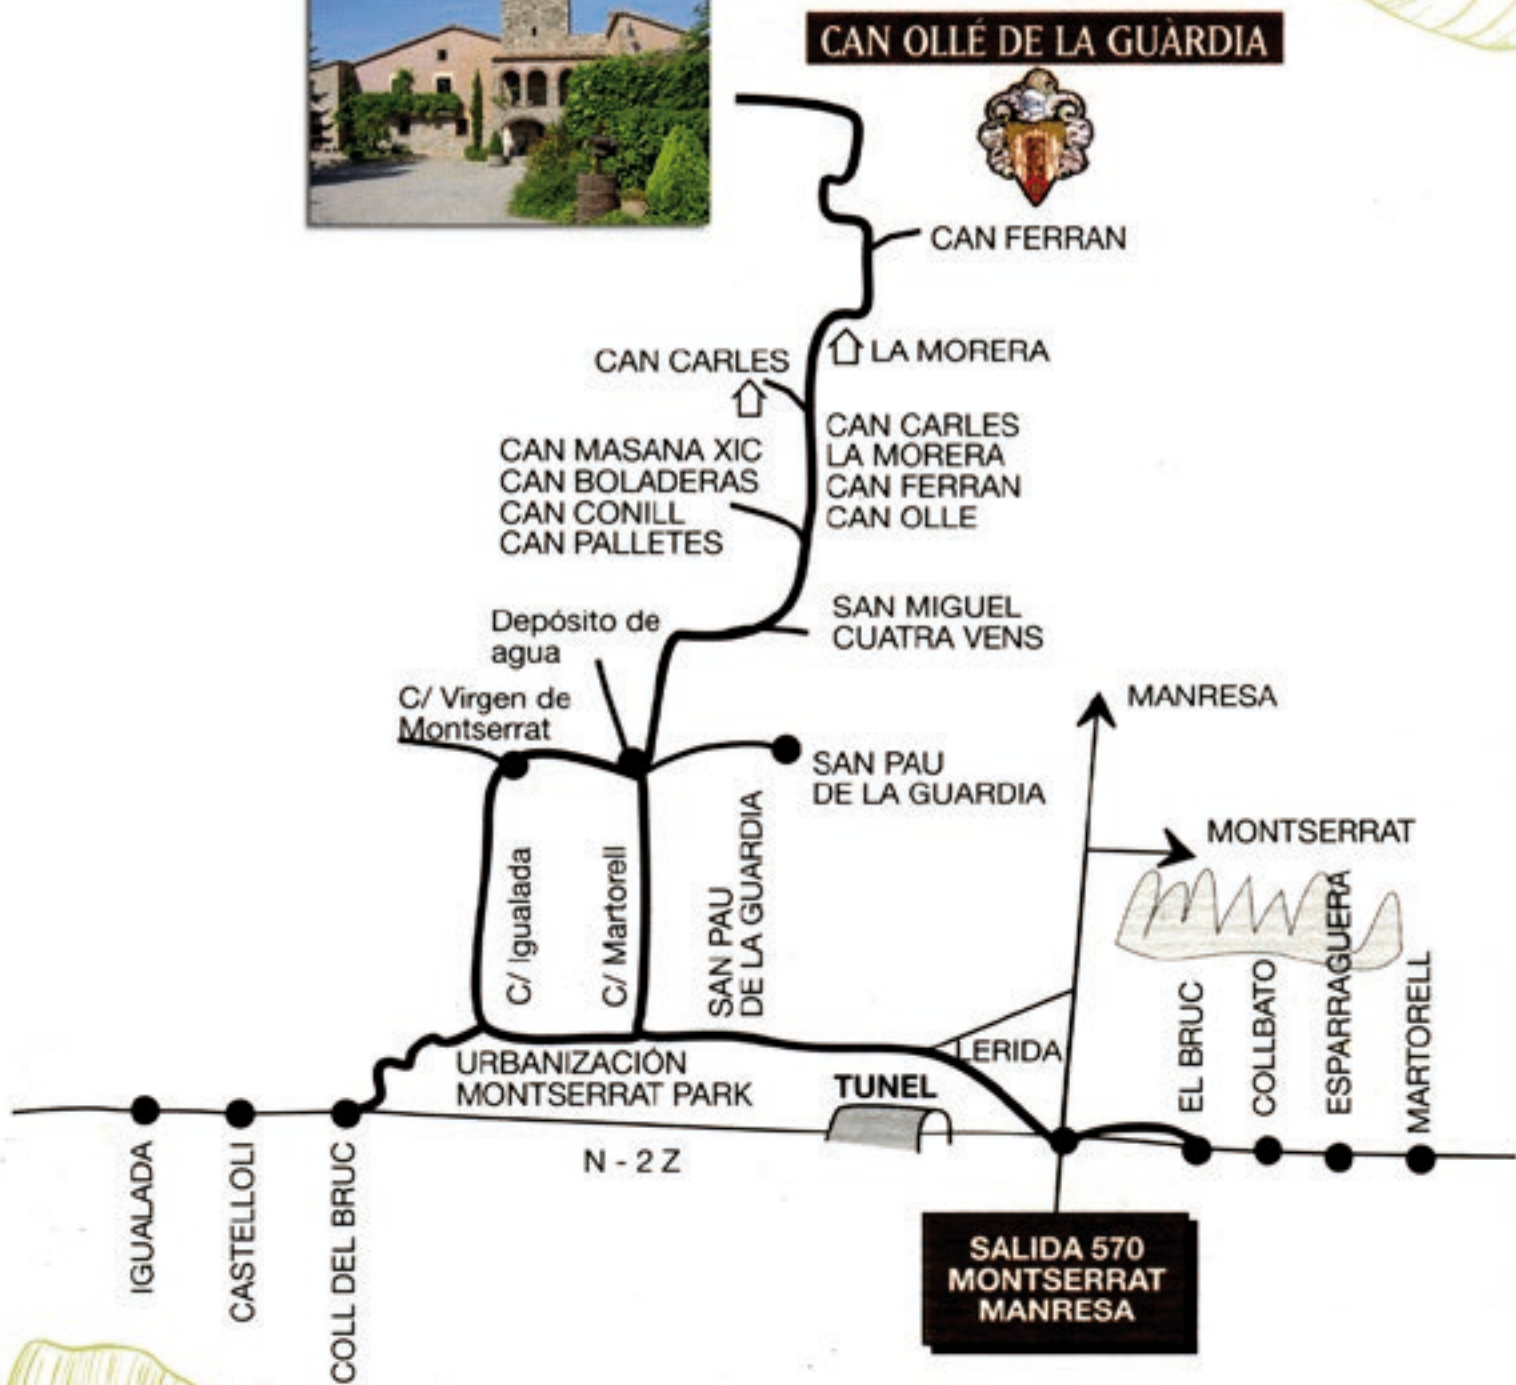 CAN OLLÉ DE LA GUÀRDIA
CAN FERRAN
LA MORERA
CAN CARLES
CAN MASANA XIC
CAN BOLADERAS
CAN CONILL
CAN PALLETES
CAN CARLES
LA MORERA
CAN FERRAN
CAN OLLE
SAN MIGUEL
CUATRA VENS
Depósito de
agua
C/ Virgen de
Montserrat
MANRESA
SAN PAU
DE LA GUARDIA
MONTSERRAT
C/ Igualada
C/ Martorell
SAN PAU
DE LA GUARDIA
LERIDA
EL BRUC
COLLBATO
ESPARRAGUERA
MARTORELL
URBANIZACIÓN
MONTSERRAT PARK
TUNEL
N - 2 Z
IGUALADA
CASTELLOLI
COLL DEL BRUC
SALIDA 570
MONTSERRAT
MANRESA